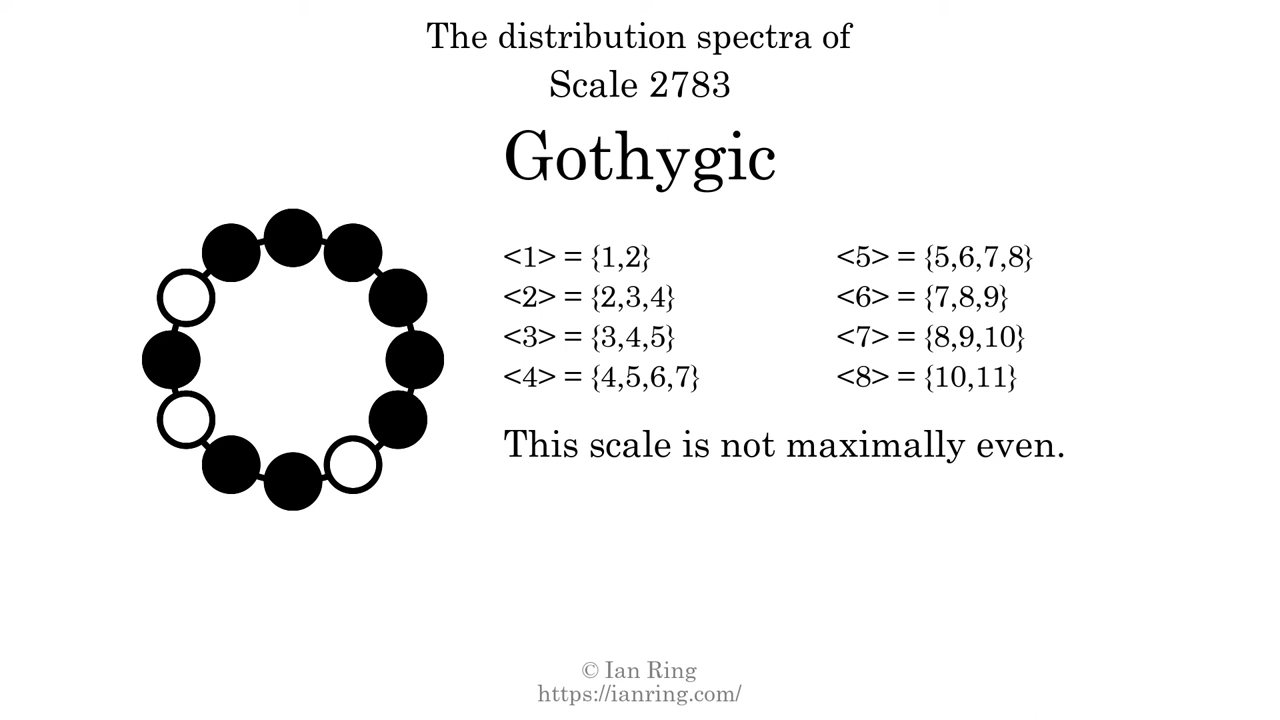 The distribution spectra of
Scale 2783
Gothygic
<1> = {1,2}
<2> = {2,3,4}
<3> = {3,4,5}
<4> = {4,5,6,7}
<5> = {5,6,7,8}
<6> = {7,8,9}
<7> = {8,9,10}
<8> = {10,11}
This scale is not maximally even.
© Ian Ring
https://ianring.com/